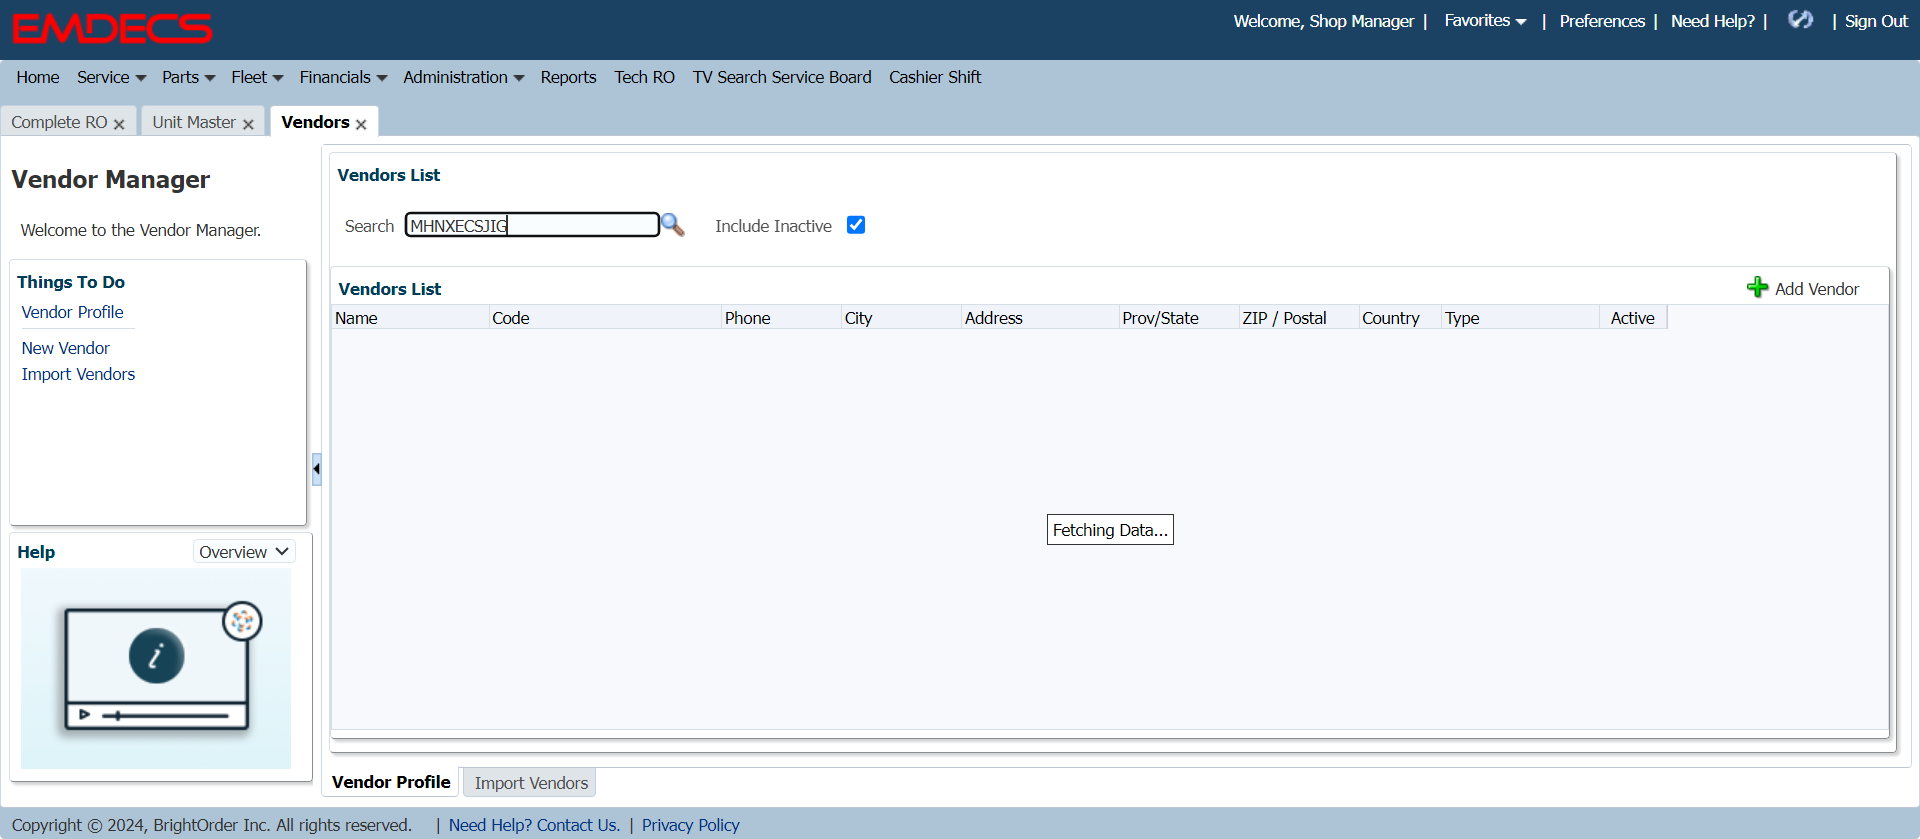 EMDECS
Welcome, Shop Manager | Favorites | Preferences | Need Help? | | Sign Out
Home Service Parts Fleet Financials Administration Reports Tech RO TV Search Service Board Cashier Shift
Complete RO Unit Master Vendors
Vendor Manager
Welcome to the Vendor Manager.
Things To Do
Vendor Profile
New Vendor
Import Vendors
Help Overview
i
Vendors List
Search MHNXECSJIG Include Inactive
Vendors List Add Vendor
Name Code Phone City Address Prov/State ZIP / Postal Country Type Active
Fetching Data...
Vendor Profile Import Vendors
Copyright © 2024, BrightOrder Inc. All rights reserved. | Need Help? Contact Us. | Privacy Policy